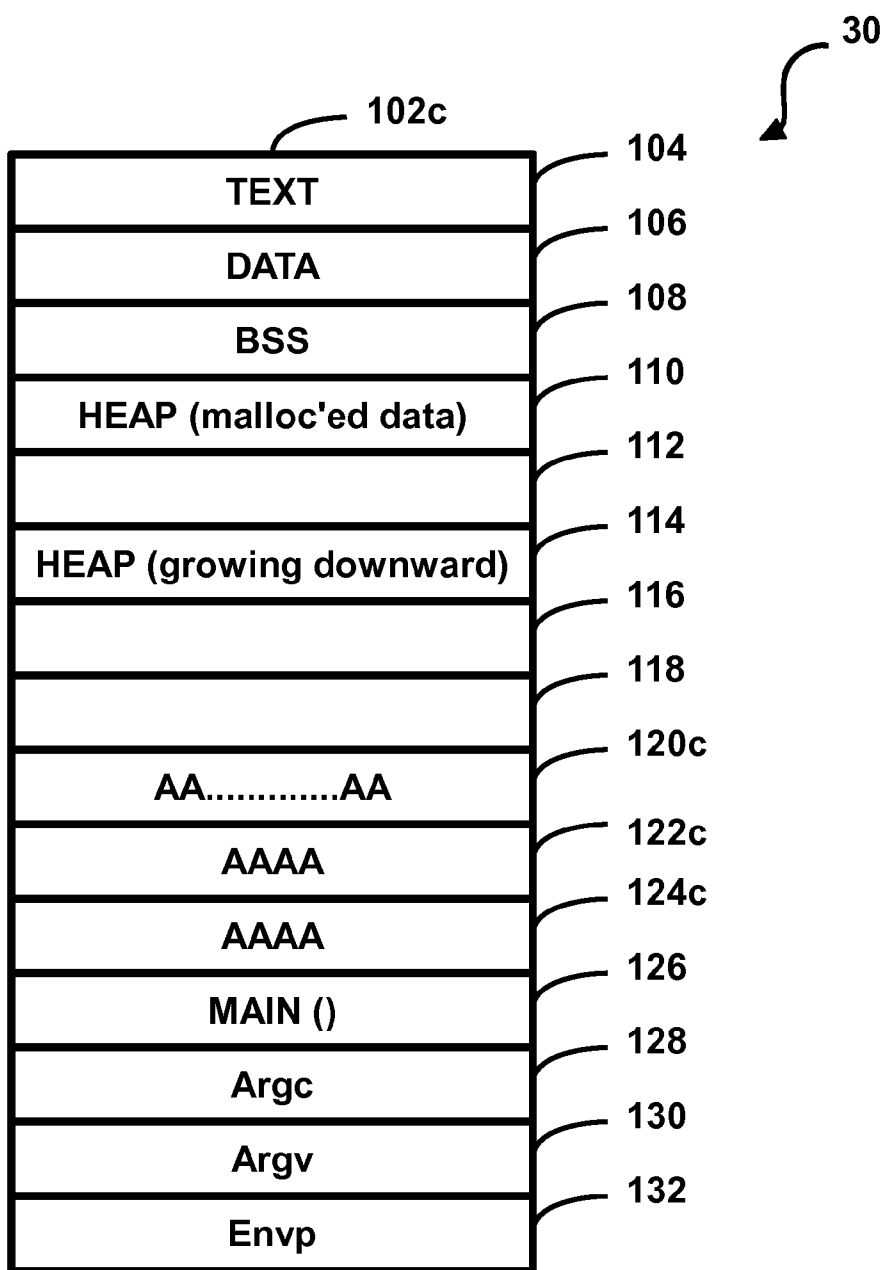 30
102c
104
TEXT
106
DATA
108
BSS
110
HEAP (malloc'ed data)
112
114
HEAP (growing downward)
116
118
120c
AA.............AA
122c
AAAA
124c
AAAA
126
MAIN ()
128
Argc
130
Argv
132
Envp